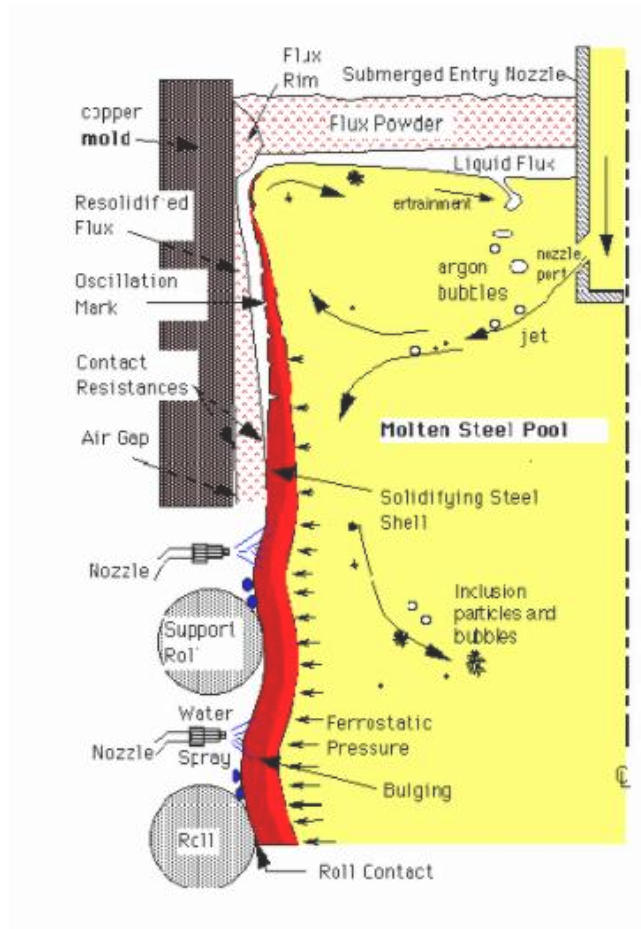 Flux
Rim
Submerged Entry Nozzle
copper
mold
Flux Powder
Liquid Flux
Resolidified
Flux
entrainment
argon
bubbles
nozzle
port
Oscillation
Mark
jet
Contact
Resistances
Air Gap
Molten Steel Pool
Solidifying Steel
Shell
Nozzle
Inclusion
particles and
bubbles
Support
Roll
Water
Spray
Nozzle
Ferrostatic
Pressure
Bulging
Roll
Roll Contact